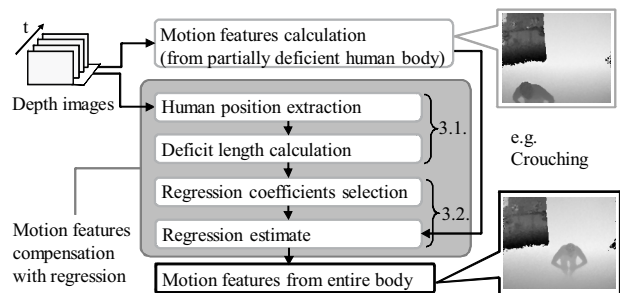 t
Depth images
Motion features calculation
(from partially deficient human body)
Human position extraction
Deficit length calculation
3.1.
Regression coefficients selection
Regression estimate
3.2.
Motion features
compensation
with regression
Motion features from entire body
e.g.
Crouching